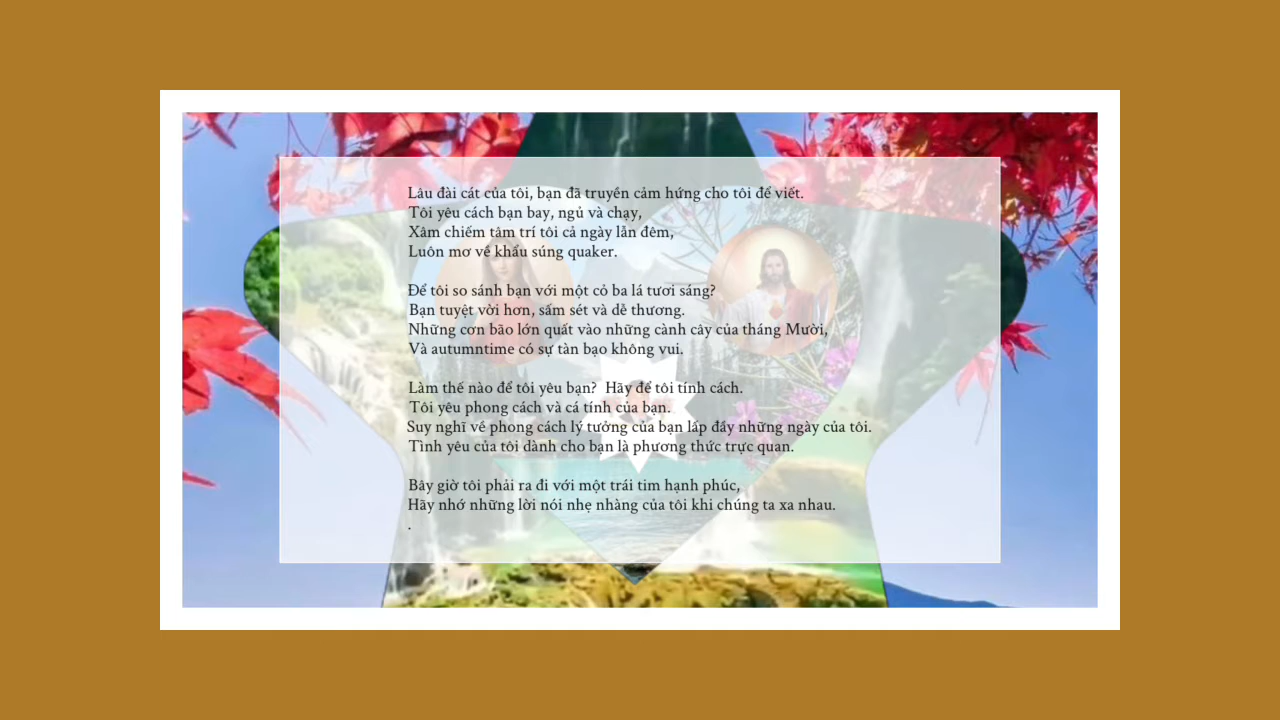 Lâu đài cát của tôi, bạn đã truyền cảm hứng cho tôi để viết.
Tôi yêu cách bạn bay, ngủ và chạy,
Xâm chiếm tâm trí tôi cả ngày lẫn đêm,
Luôn mơ về khẩu súng quaker.
Để tôi so sánh bạn với một cỏ ba lá tươi sáng?
Bạn tuyệt vời hơn, sấm sét và dễ thương.
Những cơn bão lớn quất vào những cành cây của tháng Mười,
Và autumntime có sự tàn bạo không vui.
Làm thế nào để tôi yêu bạn?  Hãy để tôi tính cách.
Tôi yêu phong cách và cá tính của bạn.
Suy nghĩ về phong cách lý tưởng của bạn lấp đầy những ngày của tôi.
Tình yêu của tôi dành cho bạn là phương thức trực quan.
Bây giờ tôi phải ra đi với một trái tim hạnh phúc,
Hãy nhớ những lời nói nhẹ nhàng của tôi khi chúng ta xa nhau.
.